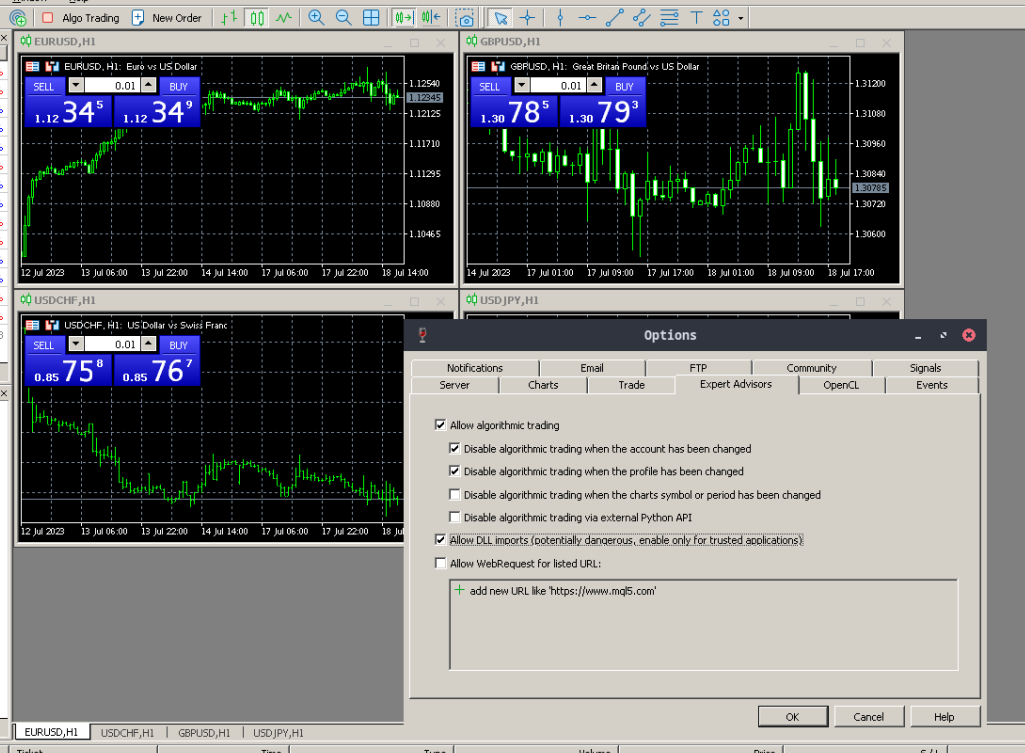 Algo Trading New Order
EURUSD,H1
EURUSD, H1: Euro vs US Dollar
SELL 0.01 BUY
1.12 34 5 1.12 34 9
1.12540
1.12345
1.12125
1.11710
1.11295
1.10880
1.10465
12 Jul 2023 13 Jul 06:00 13 Jul 22:00 14 Jul 14:00 17 Jul 06:00 17 Jul 22:00 18 Jul 14:00
GBPUSD,H1
GBPUSD, H1: Great Britan Pound vs US Dollar
SELL 0.01 BUY
1.30 78 5 1.30 79 3
1.31200
1.31080
1.30960
1.30840
1.30785
1.30720
1.30600
14 Jul 2023 17 Jul 01:00 17 Jul 09:00 17 Jul 17:00 18 Jul 01:00 18 Jul 09:00 18 Jul 17:00
USDCHF,H1
USDCHF, H1: US Dollar vs Swiss Franc
SELL 0.01 BUY
0.85 75 8 0.85 76 7
12 Jul 2023 13 Jul 06:00 13 Jul 22:00 14 Jul 14:00 17 Jul 06:00 17 Jul 22:00 18 Jul
USDJPY,H1
Options
Notifications Email FTP Community Signals
Server Charts Trade Expert Advisors OpenCL Events
Allow algorithmic trading
Disable algorithmic trading when the account has been changed
Disable algorithmic trading when the profile has been changed
Disable algorithmic trading when the charts symbol or period has been changed
Disable algorithmic trading via external Python API
Allow DLL imports (potentially dangerous, enable only for trusted applications)
Allow WebRequest for listed URL:
add new URL like 'https://www.mql5.com'
OK Cancel Help
EURUSD,H1 USDCHF,H1 GBPUSD,H1 USDJPY,H1
Ticket Time Type Volume Price S / L